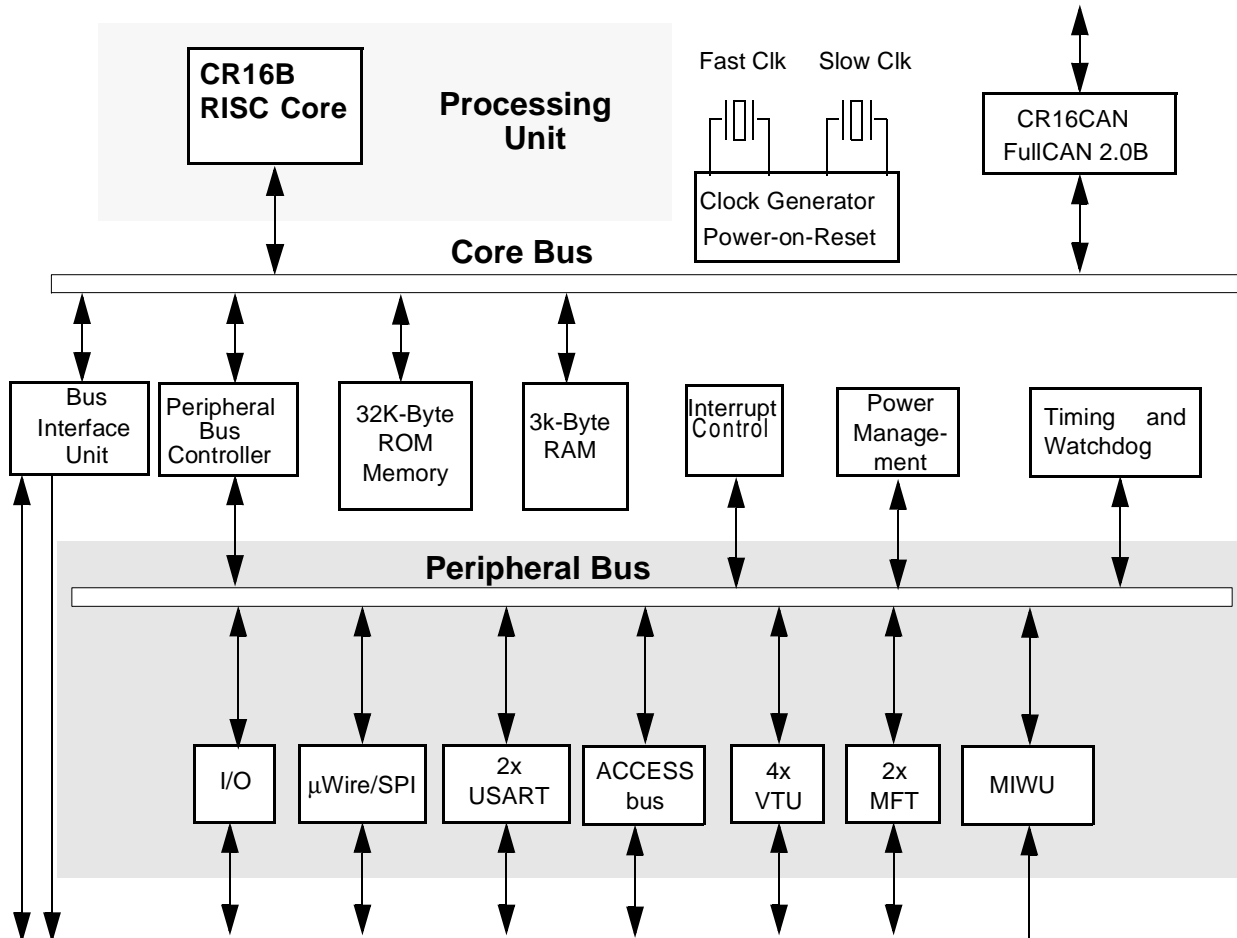 CR16B
RISC Core
Processing
Unit
Fast Clk
Slow Clk
Clock Generator
Power-on-Reset
CR16CAN
FullCAN 2.0B
Core Bus
Bus
Interface
Unit
Peripheral
Bus
Controller
32K-Byte
ROM
Memory
3k-Byte
RAM
Interrupt
Control
Power
Manage-
ment
Timing and
Watchdog
Peripheral Bus
I/O
μWire/SPI
2x
USART
ACCESS
bus
4x
VTU
2x
MFT
MIWU